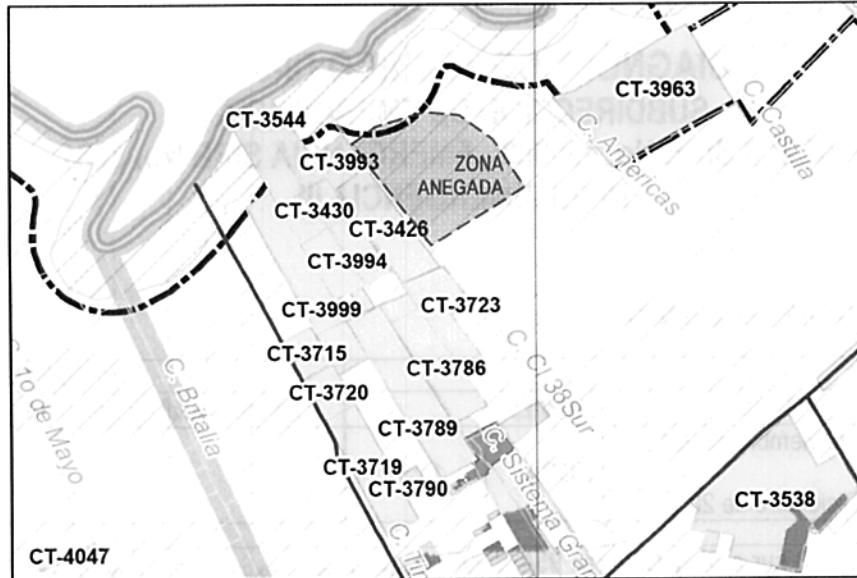 CT-3963
CT-3544
C. Castilla
C. Americas
CT-3993
ZONA
ANEGADA
CT-3430
CT-3426
CT-3994
CT-3723
CT-3999
C. Cl 38Sur
CT-3715
CT-3786
C. 1o de Mayo
C. Britalia
CT-3720
CT-3789
C. Sistema Gran
CT-3719
CT-3790
CT-3538
CT-4047